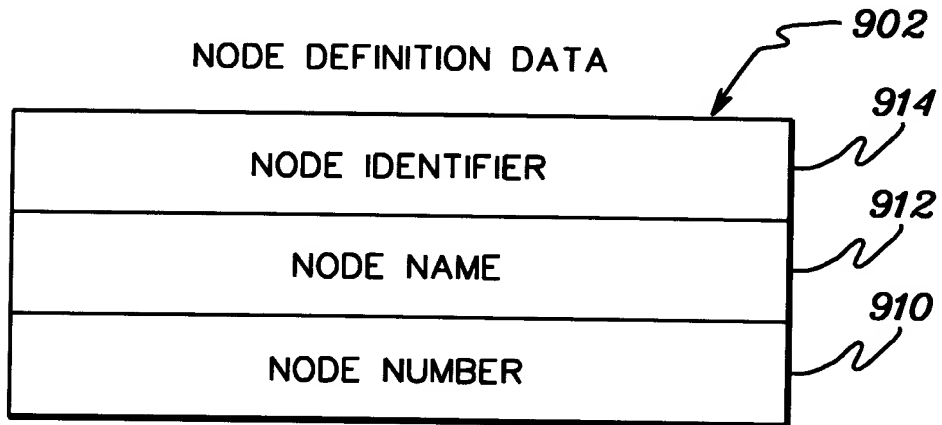 902
NODE DEFINITION DATA
914
NODE IDENTIFIER
912
NODE NAME
910
NODE NUMBER